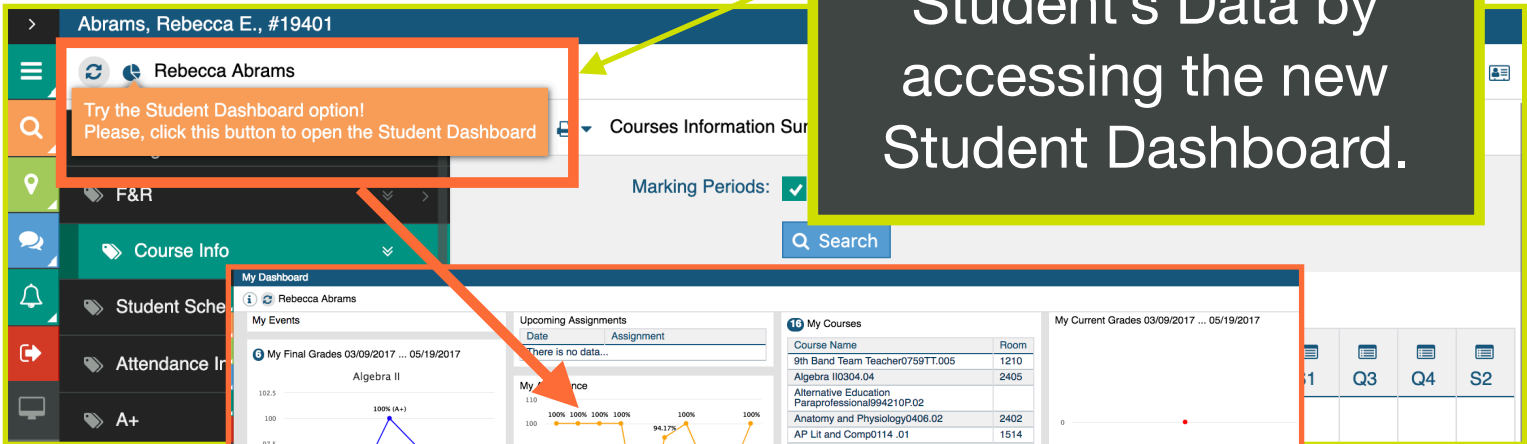 Abrams, Rebecca E., #19401
Student's Data by
accessing the new
Student Dashboard.
Rebecca Abrams
Try the Student Dashboard option!
Please, click this button to open the Student Dashboard
Courses Information
Marking Periods:
F&R
Search
Course Info
Student
Attendance
A+
Q3
Q4
S2
My Dashboard
Rebecca Abrams
My Events
6 My Final Grades 03/09/2017 ... 05/19/2017
Algebra II
102.5
100% (A+)
100
Upcoming Assignments
Date Assignment
There is no data...
My
110
100% 100% 100% 100% 100% 100%
100
94.17%
16 My Courses
Course Name Room
9th Band Team Teacher0759TT.005 1210
Algebra II0304.04 2405
Alternative Education
Paraprofessional994210P.02
Anatomy and Physiology0406.02 2402
AP Lit and Comp0114 .01 1514
My Current Grades 03/09/2017 ... 05/19/2017
0